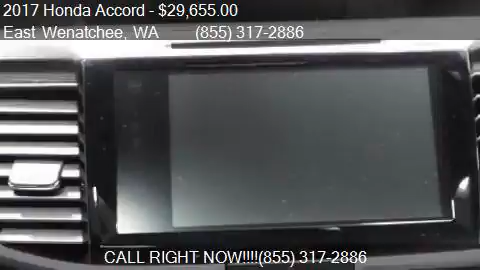 2017 Honda Accord - $29,655.00
East Wenatchee, WA (855) 317-2886
CALL RIGHT NOW!!!!(855) 317-2886